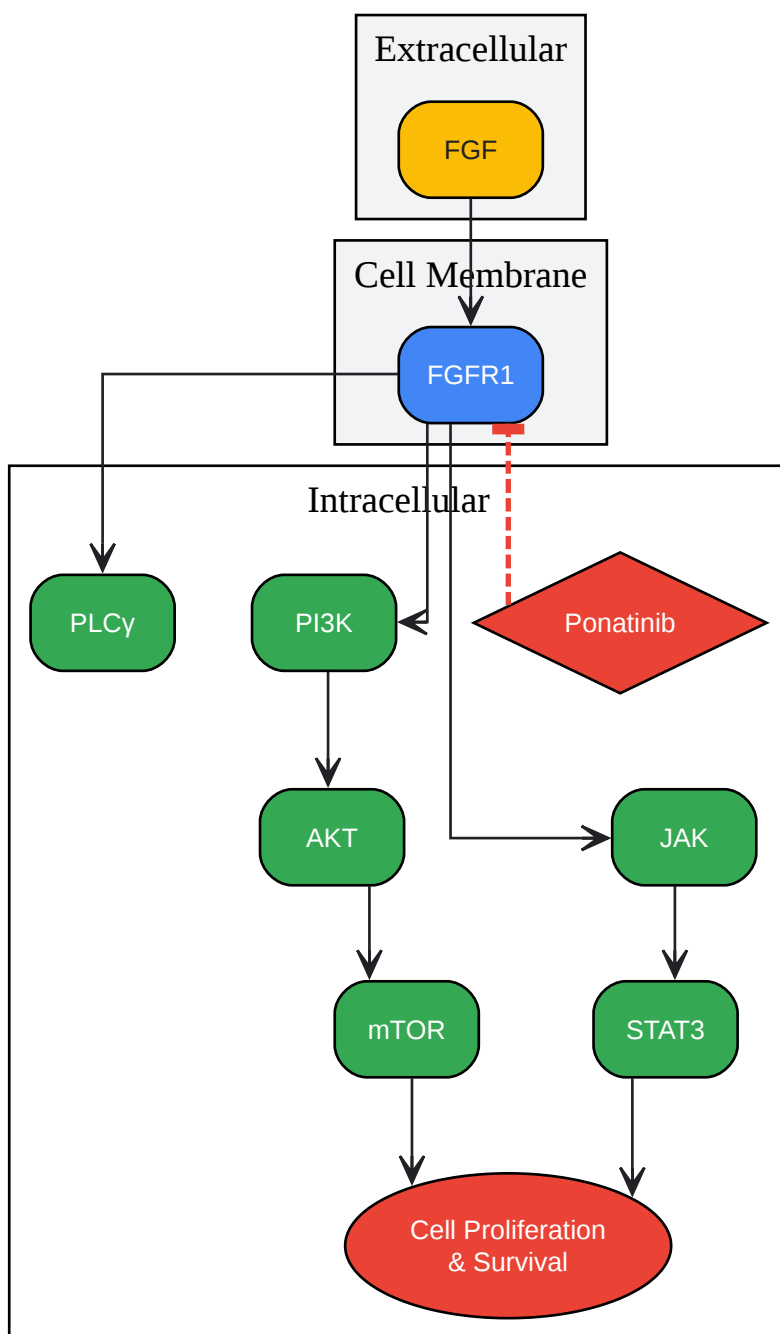 Extracellular
FGF
Cell Membrane
FGFR1
Intracellular
PLCγ
PI3K
Ponatinib
AKT
JAK
mTOR
STAT3
Cell Proliferation
& Survival